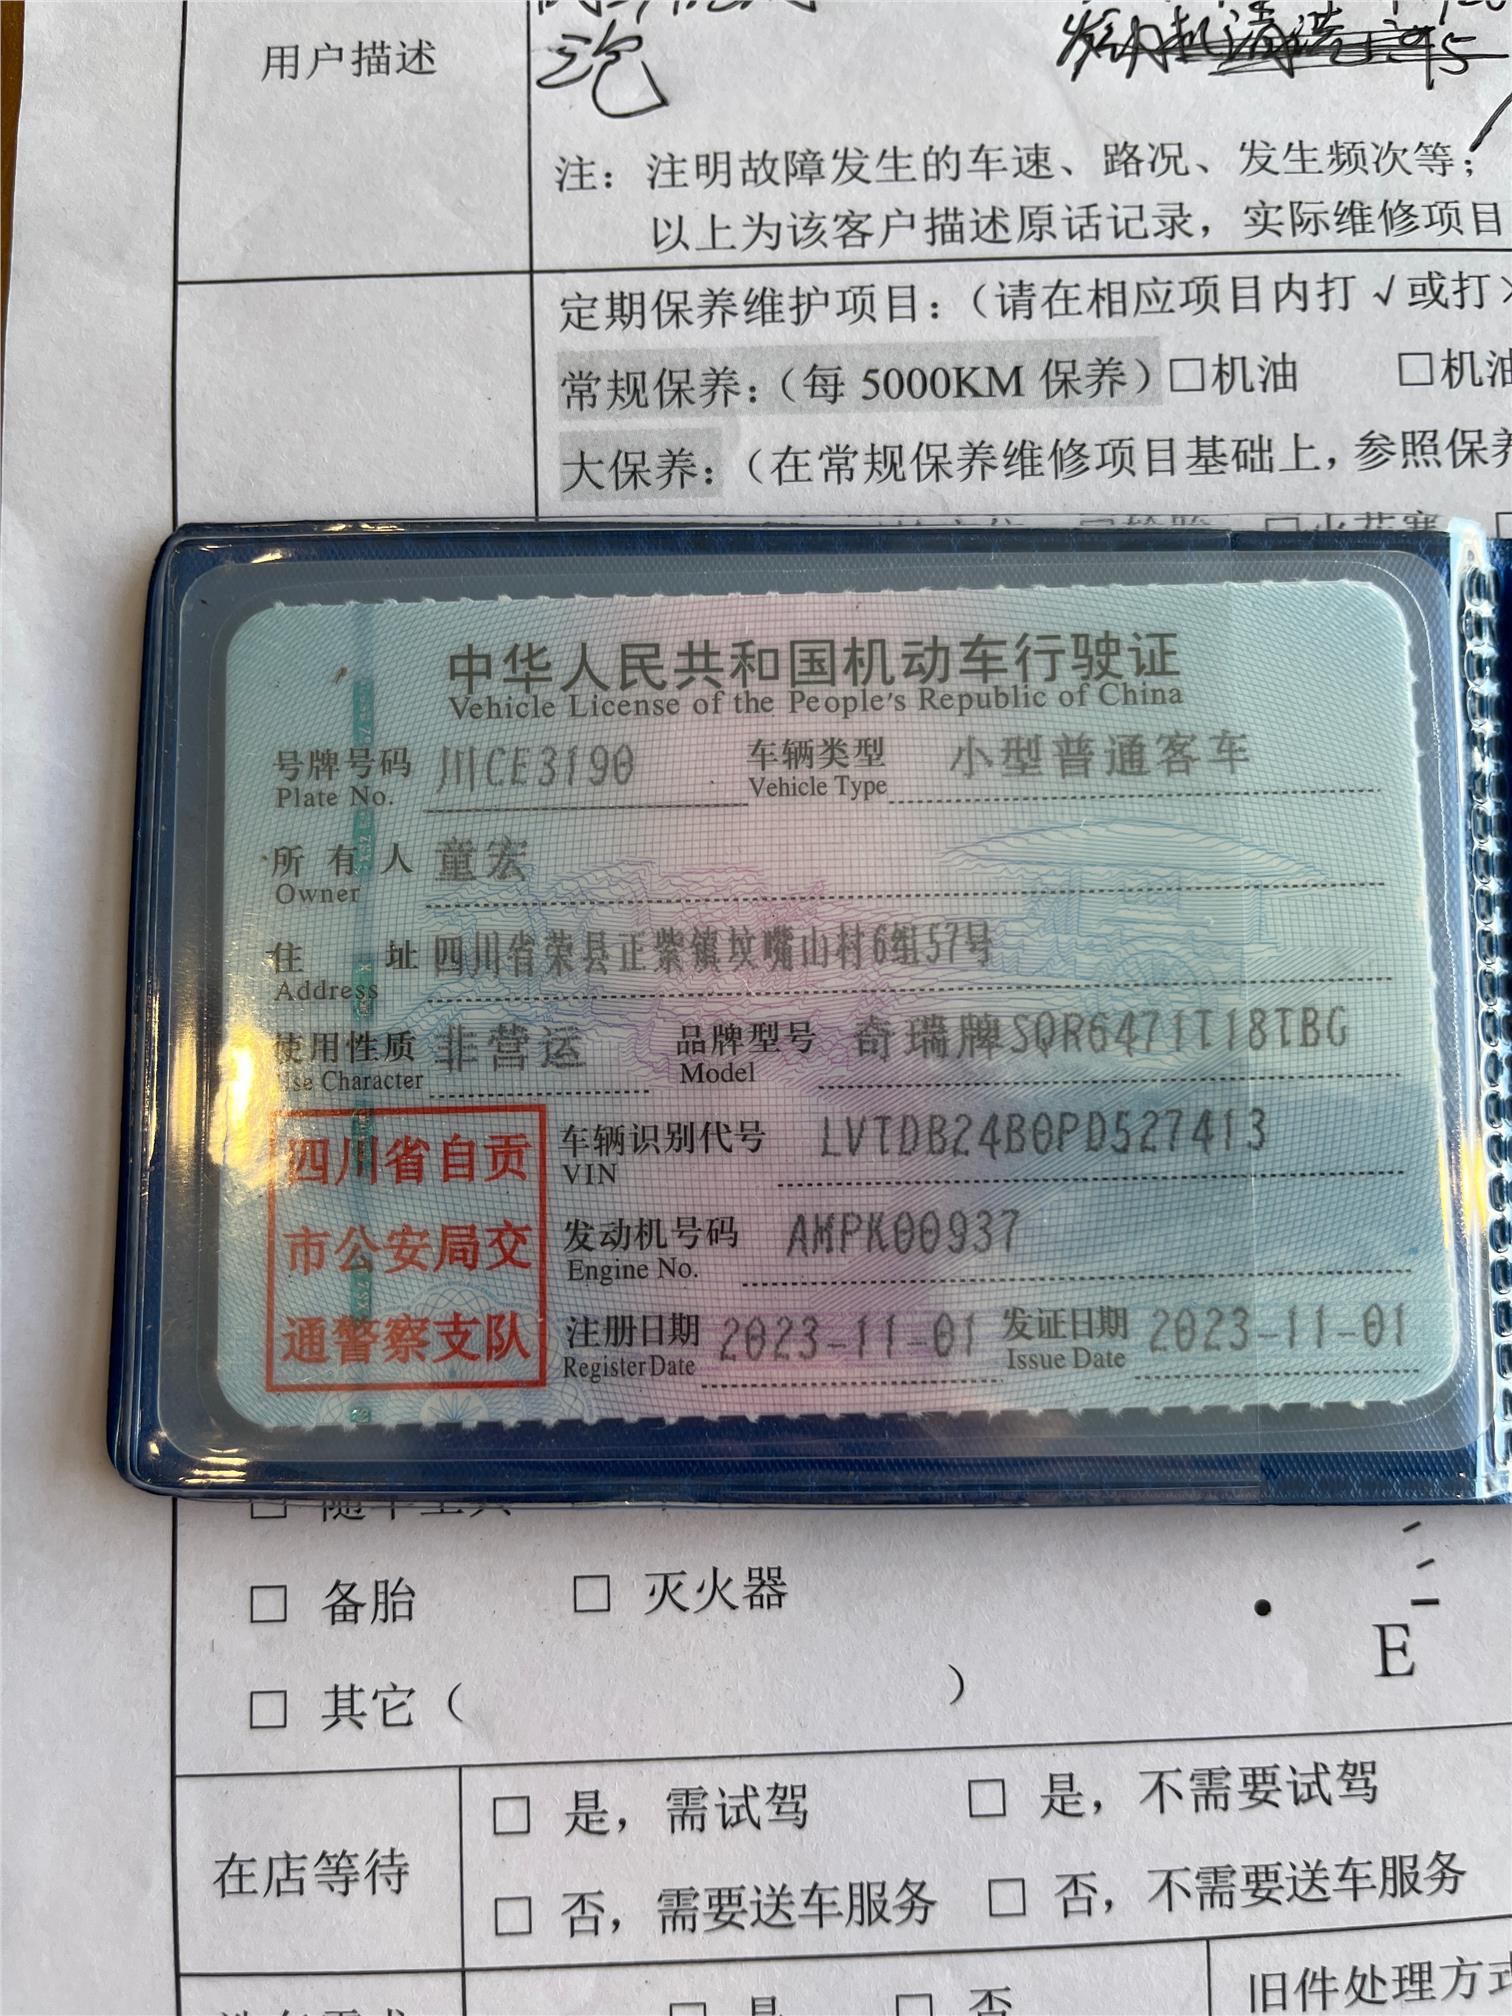 用户描述
泡
发动机清洗
注：注明故障发生的车速、路况、发生频次等；
以上为该客户描述原话记录，实际维修项目
定期保养维护项目：（请在相应项目内打√或打
常规保养：（每 5000KM 保养）□机油 □机油
大保养：（在常规保养维修项目基础上，参照保养
中华人民共和国机动车行驶证
Vehicle License of the People's Republic of China
号牌号码 川CE3190 车辆类型 小型普通客车
Plate No. Vehicle Type
所有人 童宏
Owner
住址 四川省荣县正紫镇坟嘴山村6组57号
Address
使用性质 非营运 品牌型号 奇瑞牌SQR6471T18TBG
Use Character Model
四川省自贡
市公安局交
通警察支队
车辆识别代号 LVTDB24B0PD527413
VIN
发动机号码 AMPK00937
Engine No.
注册日期 2023-11-01 发证日期 2023-11-01
Register Date Issue Date
□ 随车工具
□ 备胎 □ 灭火器
E
□ 其它（ ）
在店等待
□ 是，需试驾 □ 是，不需要试驾
□ 否，需要送车服务 □ 否，不需要送车服务
□ 是 □ 否
旧件处理方式